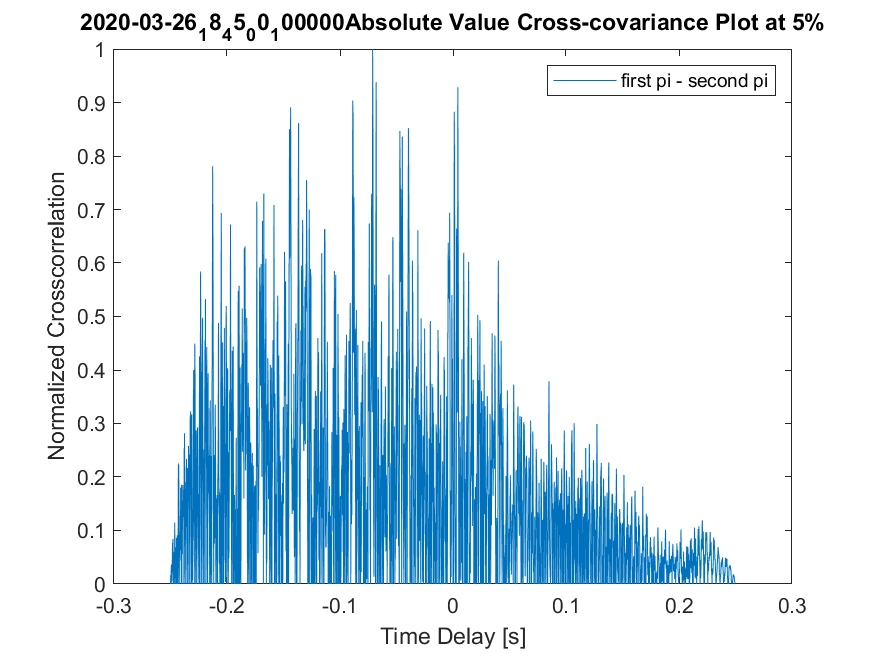 2020-03-26₁8₄5₀0₁00000Absolute Value Cross-covariance Plot at 5%
first pi - second pi
Normalized Crosscorrelation
1
0.9
0.8
0.7
0.6
0.5
0.4
0.3
0.2
0.1
0
-0.3 -0.2 -0.1 0 0.1 0.2 0.3
Time Delay [s]